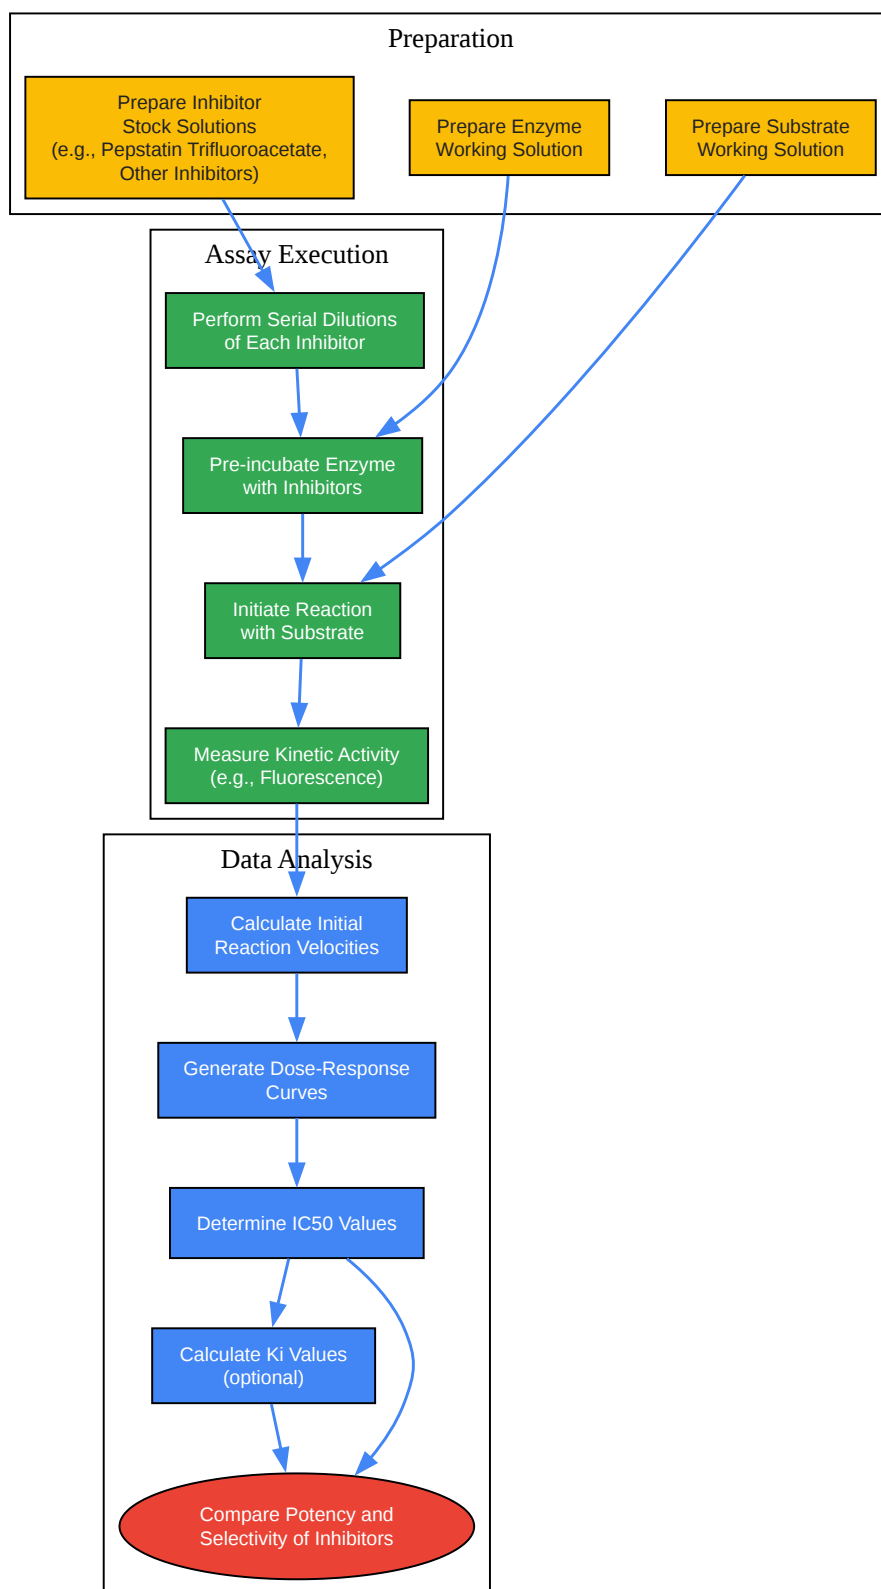 Preparation
Prepare Inhibitor
Stock Solutions
(e.g., Pepstatin Trifluoroacetate,
Other Inhibitors)
Prepare Enzyme
Working Solution
Prepare Substrate
Working Solution
Assay Execution
Perform Serial Dilutions
of Each Inhibitor
Pre-incubate Enzyme
with Inhibitors
Initiate Reaction
with Substrate
Measure Kinetic Activity
(e.g., Fluorescence)
Data Analysis
Calculate Initial
Reaction Velocities
Generate Dose-Response
Curves
Determine IC50 Values
Calculate Ki Values
(optional)
Compare Potency and
Selectivity of Inhibitors